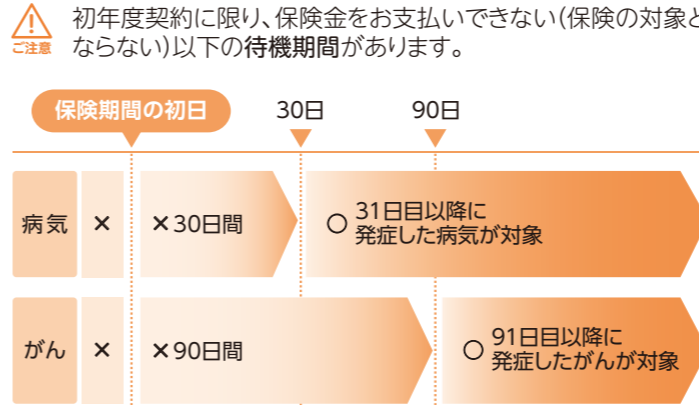 初年度契約に限り、保険金をお支払いできない(保険の対象と
ご注意
ならない)以下の待機期間があります。
保険期間の初日
30日
90日
病気
×
×30日間
○ 31日目以降に
発症した病気が対象
がん
×
×90日間
○ 91日目以降に
発症したがんが対象